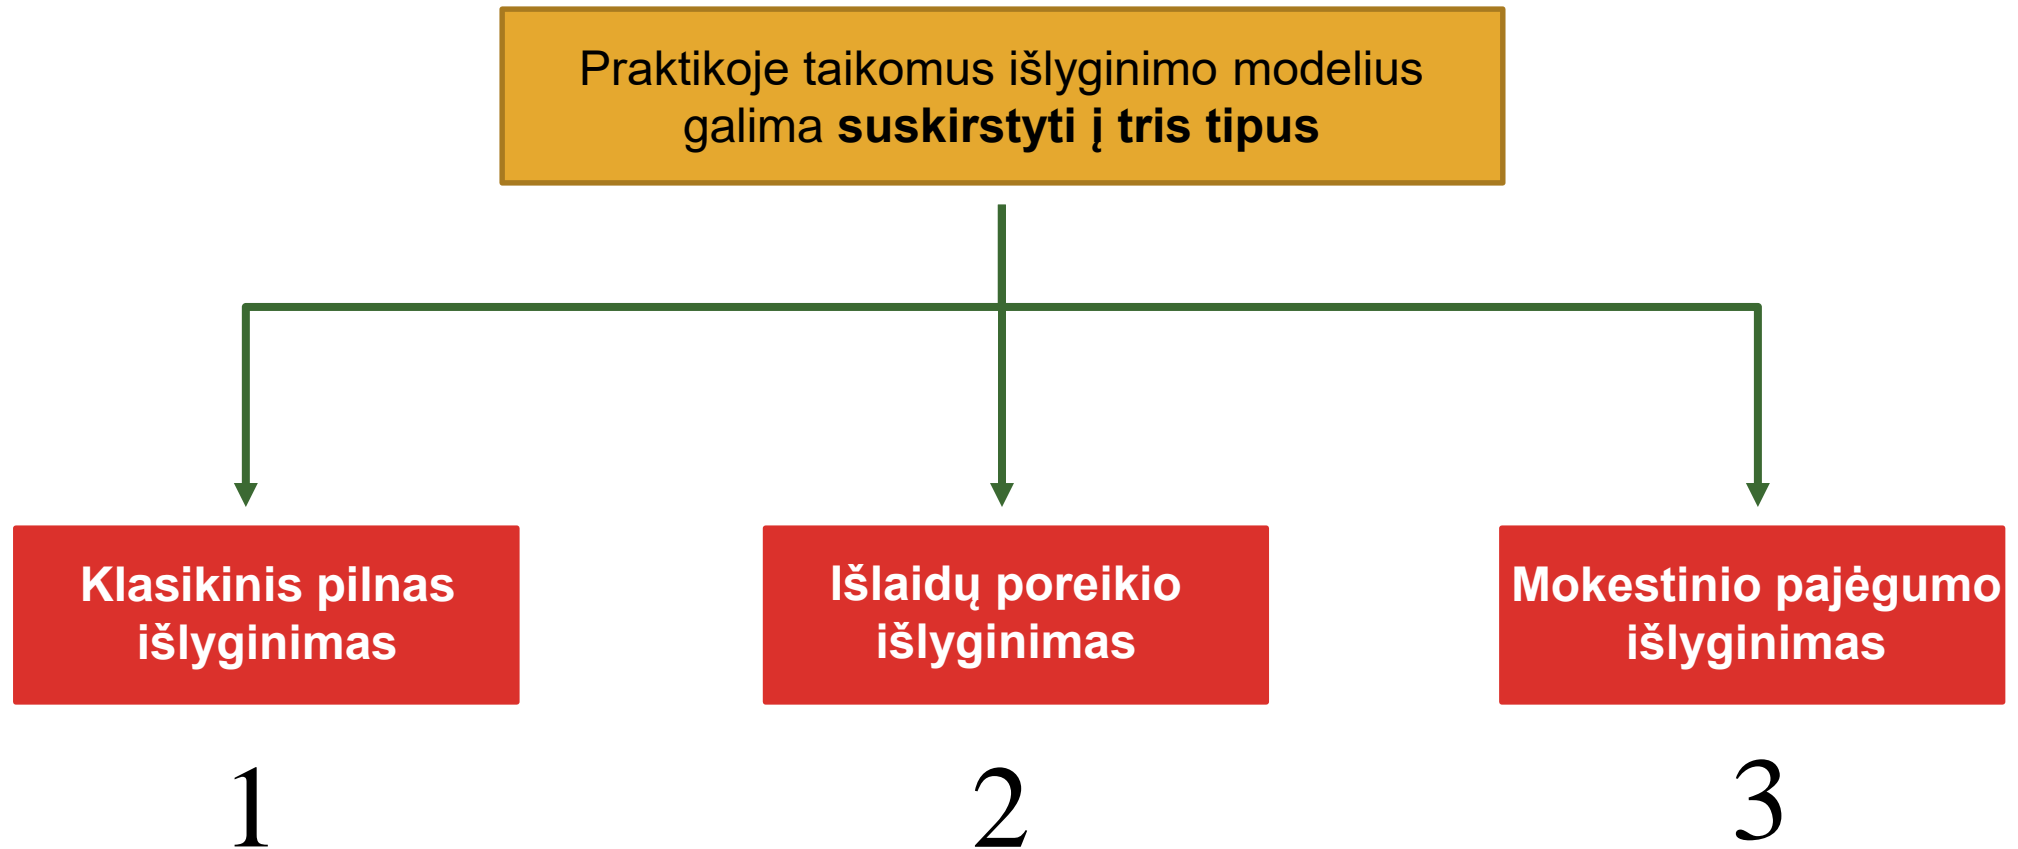 Praktikoje taikomus išlyginimo modelius
galima suskirstyti į tris tipus
Klasikinis pilnas
išlyginimas
Išlaidų poreikio
išlyginimas
Mokestinio pajėgumo
išlyginimas
1
2
3